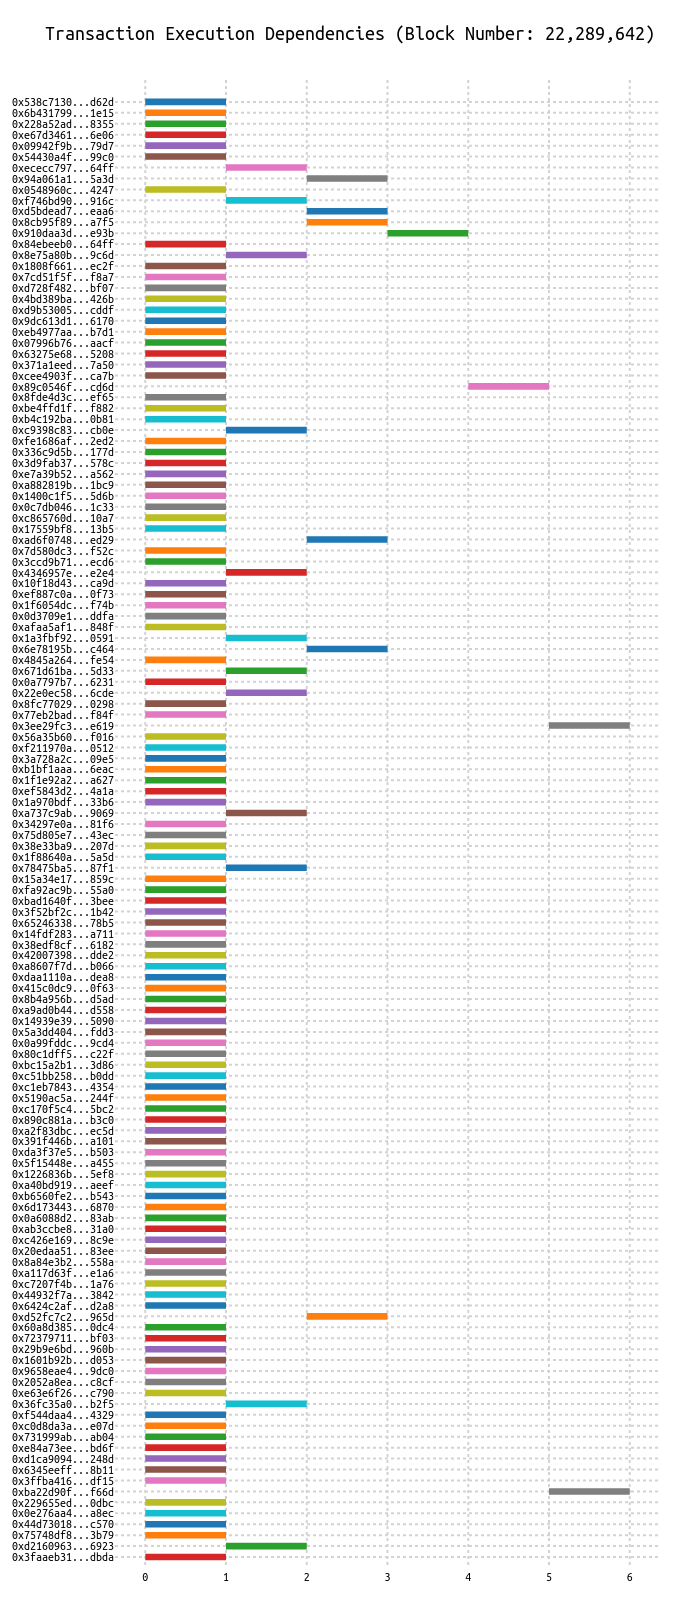 Transaction Execution Dependencies (Block Number: 22,289,642)
0x538c7130...d62d
0x6b431799...1e15
0x228a52ad...8355
0xe67d3461...6e06
0x09942f9b...79d7
0x54430a4f...99c0
0xececc797...64ff
0x94a061a1...5a3d
0x0548960c...4247
0xf746bd90...916c
0xd5bdead7...eaa6
0x8cb95f89...a7f5
0x910daa3d...e93b
0x84ebeeb0...64ff
0x8e75a80b...9c6d
0x1808f661...ec2f
0x7cd51f5f...f8a7
0xd728f482...bf07
0x4bd389ba...426b
0xd9b53005...cddf
0x9dc613d1...6170
0xeb4977aa...b7d1
0x07996b76...aacf
0x63275e68...5208
0x371a1eed...7a50
0xcee4903f...ca7b
0x89c0546f...cd6d
0x8fde4d3c...ef65
0xbe4ffd1f...f882
0xb4c192ba...0b81
0xc9398c83...cb0e
0xfe1686af...2ed2
0x336c9d5b...177d
0x3d9fab37...578c
0xe7a39b52...a562
0xa882819b...1bc9
0x1400c1f5...5d6b
0x0c7db046...1c33
0xc865760d...10a7
0x17559bf8...13b5
0xad6f0748...ed29
0x7d580dc3...f52c
0x3ccd9b71...ecd6
0x4346957e...e2e4
0x10f18d43...ca9d
0xef887c0a...0f73
0x1f6054dc...f74b
0x0d3709e1...ddfa
0xafaa5af1...848f
0x1a3fbf92...0591
0x6e78195b...c464
0x4845a264...fe54
0x671d61ba...5d33
0x0a7797b7...6231
0x22e0ec58...6cde
0x8fc77029...0298
0x77eb2bad...f84f
0x3ee29fc3...e619
0x56a35b60...f016
0xf211970a...0512
0x3a728a2c...09e5
0xb1bf1aaa...6eac
0x1f1e92a2...a627
0xef5843d2...4a1a
0x1a970bdf...33b6
0xa737c9ab...9069
0x34297e0a...81f6
0x75d805e7...43ec
0x38e33ba9...207d
0x1f88640a...5a5d
0x78475ba5...87f1
0x15a34e17...859c
0xfa92ac9b...55a0
0xbad1640f...3bee
0x3f52bf2c...1b42
0x65246338...78b5
0x14fdf283...a711
0x38edf8cf...6182
0x42007398...dde2
0xa8607f7d...b066
0xdaa1110a...dea8
0x415c0dc9...0f63
0x8b4a956b...d5ad
0xa9ad0b44...d558
0x14939e39...5090
0x5a3dd404...fdd3
0x0a99fddc...9cd4
0x80c1dff5...c22f
0xbc15a2b1...3d86
0xc51bb258...b0dd
0xc1eb7843...4354
0x5190ac5a...244f
0xc170f5c4...5bc2
0x890c881a...b3c0
0xa2f83dbc...ec5d
0x391f446b...a101
0xda3f37e5...b503
0x5f15448e...a455
0x1226836b...5ef8
0xa40bd919...aeef
0xb6560fe2...b543
0x6d173443...6870
0x0a6088d2...83ab
0xab3ccbe8...31a0
0xc426e169...8c9e
0x20edaa51...83ee
0x8a84e3b2...558a
0xa117d63f...e1a6
0xc7207f4b...1a76
0x44932f7a...3842
0x6424c2af...d2a8
0xd52fc7c2...965d
0x60a8d385...0dc4
0x72379711...bf03
0x29b9e6bd...960b
0x1601b92b...d053
0x9658eae4...9dc0
0x2052a8ea...c8cf
0xe63e6f26...c790
0x36fc35a0...b2f5
0xf544daa4...4329
0xc0d8da3a...e07d
0x731999ab...ab04
0xe84a73ee...bd6f
0xd1ca9094...248d
0x6345eeff...8b11
0x3ffba416...df15
0xba22d90f...f66d
0x229655ed...0dbc
0x0e276aa4...a8ec
0x44d73018...c570
0x75748df8...3b79
0xd2160963...6923
0x3faaeb31...dbda
0 1 2 3 4 5 6